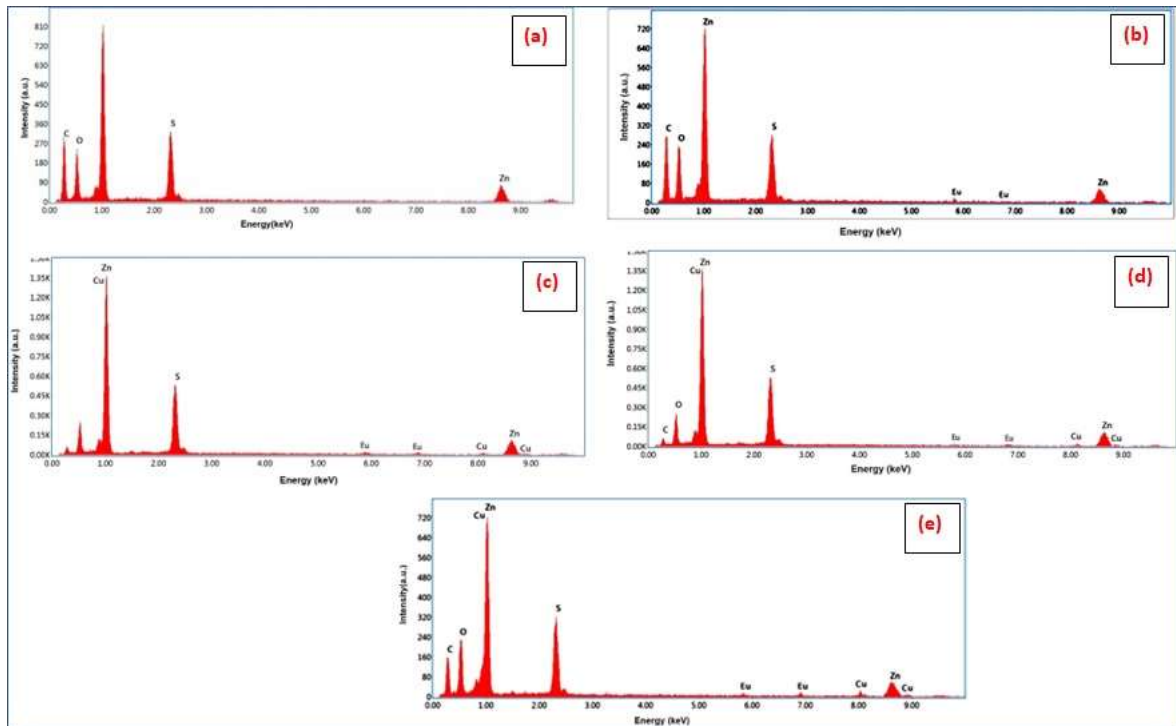 (a)
Intensity (a.u.)
810
720
630
540
450
360
270
180
90
0
C
O
S
Zn
0.00 1.00 2.00 3.00 4.00 5.00 6.00 7.00 8.00 9.00
Energy(keV)
(b)
Intensity (a.u.)
720
640
560
480
400
320
240
160
80
0
Zn
C
O
S
Eu
Eu
Zn
0.00 1.00 2.00 3.00 4.00 5.00 6.00 7.00 8.00 9.00
Energy (keV)
(c)
Intensity (a.u.)
1.35K
1.20K
1.05K
0.90K
0.75K
0.60K
0.45K
0.30K
0.15K
0.00K
Zn
Cu
S
Eu
Eu
Cu
Zn
Cu
0.00 1.00 2.00 3.00 4.00 5.00 6.00 7.00 8.00 9.00
Energy (keV)
(d)
Intensity (a.u.)
1.35K
1.20K
1.05K
0.90K
0.75K
0.60K
0.45K
0.30K
0.15K
0.00K
Zn
Cu
C
O
S
Eu
Eu
Cu
Zn
Cu
0.00 1.00 2.00 3.00 4.00 5.00 6.00 7.00 8.00 9.00
Energy (keV)
(e)
Intensity(a.u.)
720
640
560
480
400
320
240
160
80
0
Zn
Cu
C
O
S
Eu
Eu
Cu
Zn
Cu
0.00 1.00 2.00 3.00 4.00 5.00 6.00 7.00 8.00 9.00
Energy (keV)